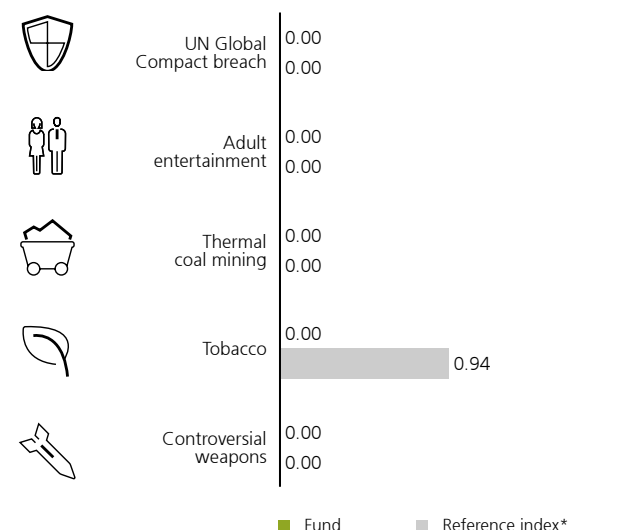 UN Global
Compact breach
0.00
0.00
Adult
entertainment
0.00
0.00
Thermal
coal mining
0.00
0.00
Tobacco
0.00
0.94
Controversial
weapons
0.00
0.00
Fund
Reference index*